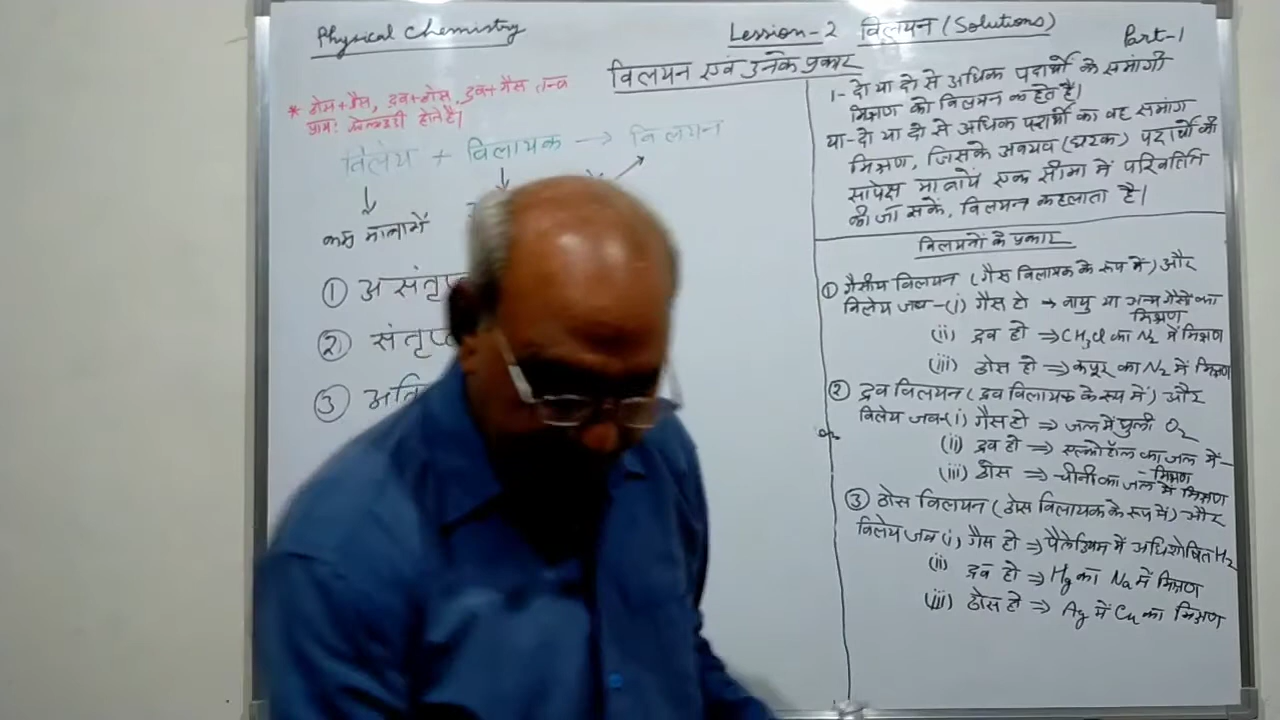 Physical Chemistry
Lession-2 विलयन (Solutions)
Part-1
विलयन एवं उनके प्रकार
* ठोस+गैस, द्रव+ठोस, द्रव+गैस
प्राय: होते है।
विलेय + विलायक → विलयन
कम मात्रामें
① असंतृप्त
② संतृप्त
③ अति
1- दो या दो से अधिक पदार्थो के समांगी
मिश्रण को विलयन कहते है।
या- दो या दो से अधिक पदार्थो का वह समांग
मिश्रण, जिसके अवयव (घटक) पदार्थो की
सापेक्ष मात्रायें एक सीमा में परिवर्तित
की जा सकें, विलयन कहलाता है।
विलयनों के प्रकार
① गैसीय विलयन (गैस विलायक के रूप में) और
विलेय जब-(i) गैस हो → वायु या अन्य गैसों का
मिश्रण
(ii) द्रव हो ⇒ CH3Cl का N2 में मिश्रण
(iii) ठोस हो ⇒ कपूर का N2 में मिश्रण
② द्रव विलयन (द्रव विलायक के रूप में) और
विलेय जब-(i) गैस हो ⇒ जल में घुली O2
(ii) द्रव हो ⇒ एल्कोहॉल का जल में-
- मिश्रण
(iii) ठोस ⇒ चीनी का जल में मिश्रण
③ ठोस विलयन (ठोस विलायक के रूप में) और
विलेय जब (i) गैस हो ⇒ पैलेडियम में अधिशोषित H2
(ii) द्रव हो ⇒ Hg का Na में मिश्रण
(iii) ठोस हो ⇒ Ag में Cu का मिश्रण